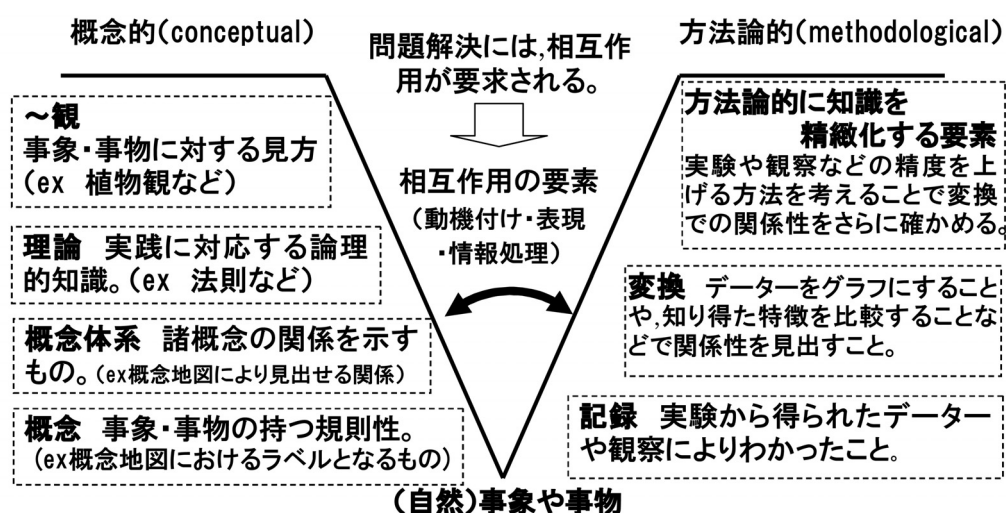 概念的(conceptual)
問題解決には,相互作
用が要求される。
方法論的(methodological)
～観
事象・事物に対する見方
(ex 植物観など)
理論 実践に対応する論理
的知識。(ex 法則など)
概念体系 諸概念の関係を示す
もの。(ex概念地図により見出せる関係)
概念 事象・事物の持つ規則性。
(ex概念地図におけるラベルとなるもの)
相互作用の要素
(動機付け・表現
・情報処理)
方法論的に知識を
精緻化する要素
実験や観察などの精度を上
げる方法を考えることで変換
での関係性をさらに確かめる。
変換 データーをグラフにすること
や,知り得た特徴を比較することな
どで関係性を見出すこと。
記録 実験から得られたデーター
や観察によりわかったこと。
(自然)事象や事物